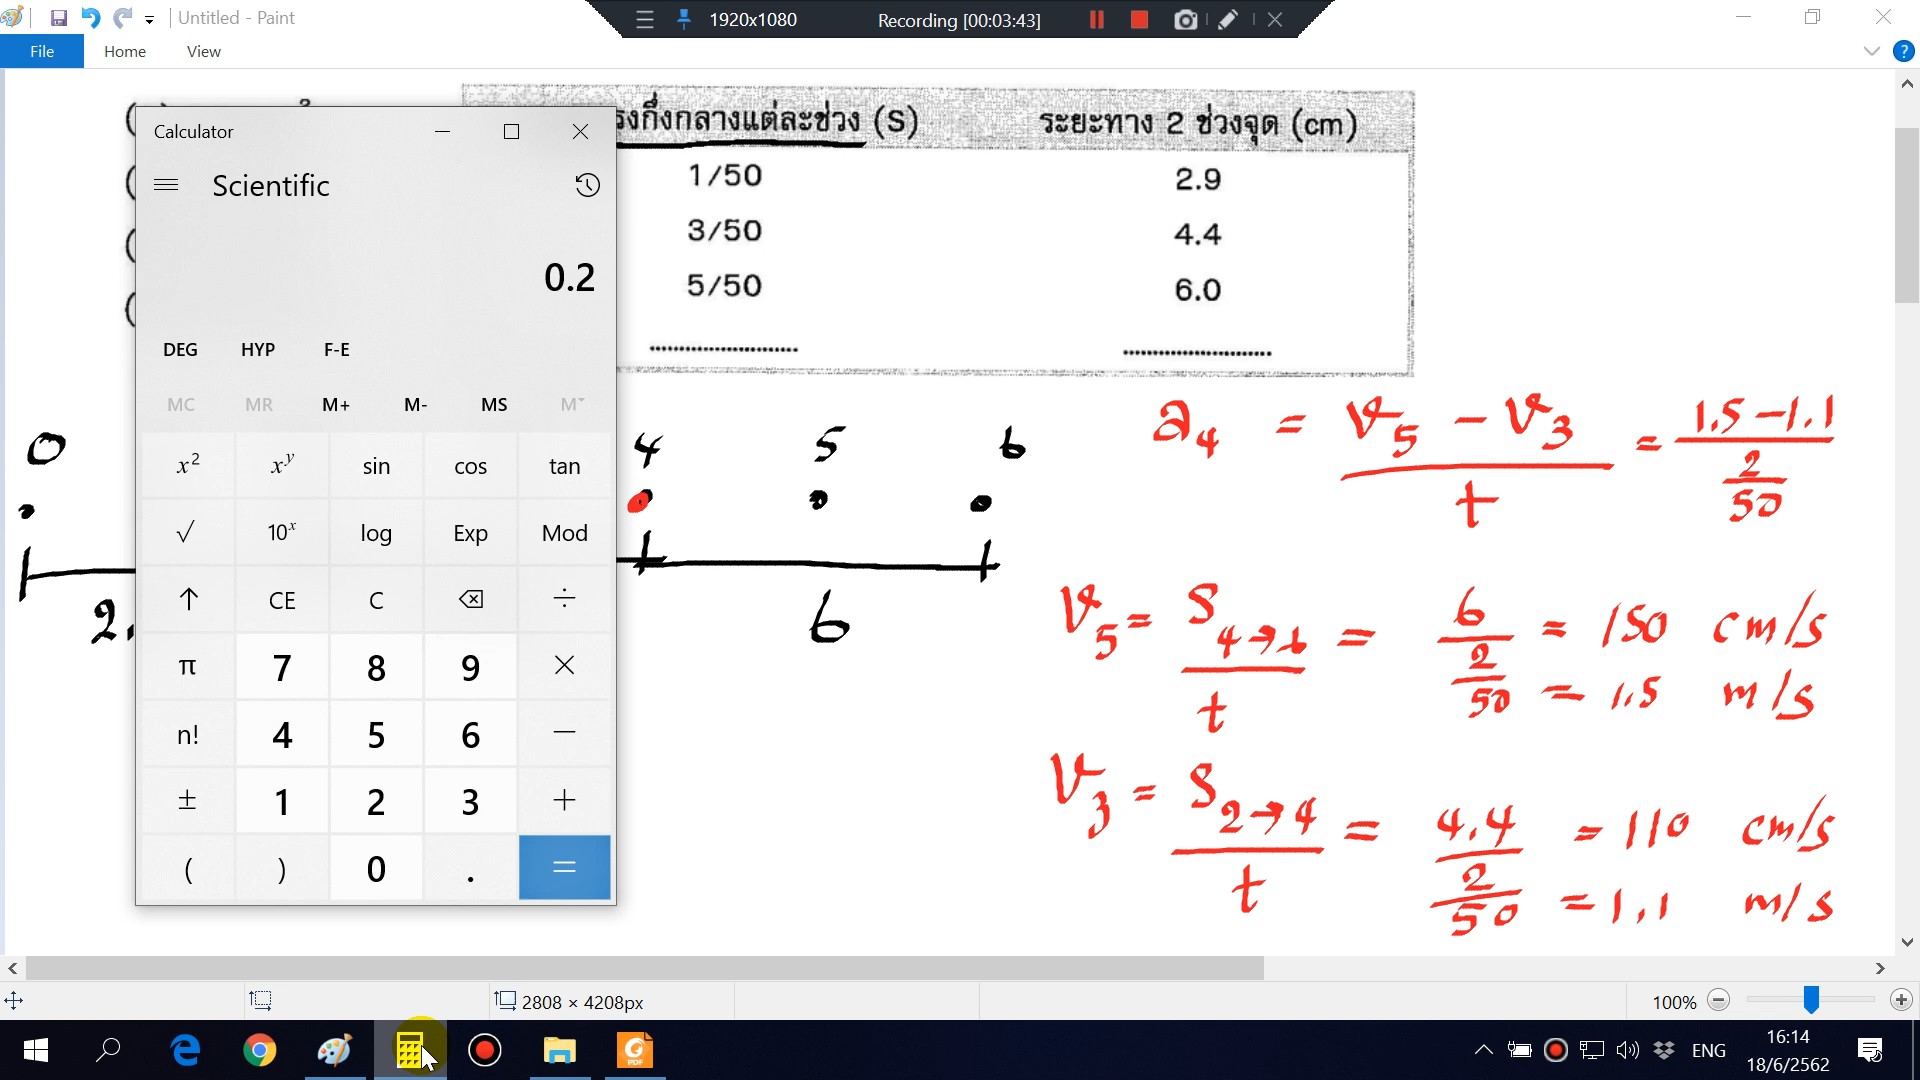 Untitled - Paint
1920x1080
Recording [00:03:43]
File
Home
View
รงกึ่งกลางแต่ละช่วง (S)
ระยะทาง 2 ช่วงจุด (cm)
1/50
2.9
3/50
4.4
5/50
6.0
Calculator
Scientific
0.2
DEG
HYP
F-E
MC
MR
M+
M-
MS
M˅
x²
xʸ
sin
cos
tan
√
10ˣ
log
Exp
Mod
↑
CE
C
÷
π
7
8
9
×
n!
4
5
6
−
±
1
2
3
+
(
)
0
.
=
0
4
5
6
2.
6
a₄ = (v₅ − v₃)/t = (1.5 − 1.1)/(2/50)
v₅ = S₄→₆/t = 6/(2/50) = 150 cm/s
= 1.5 m/s
v₃ = S₂→₄/t = 4.4/(2/50) = 110 cm/s
= 1.1 m/s
2808 × 4208px
100%
PDF
ENG
16:14
18/6/2562